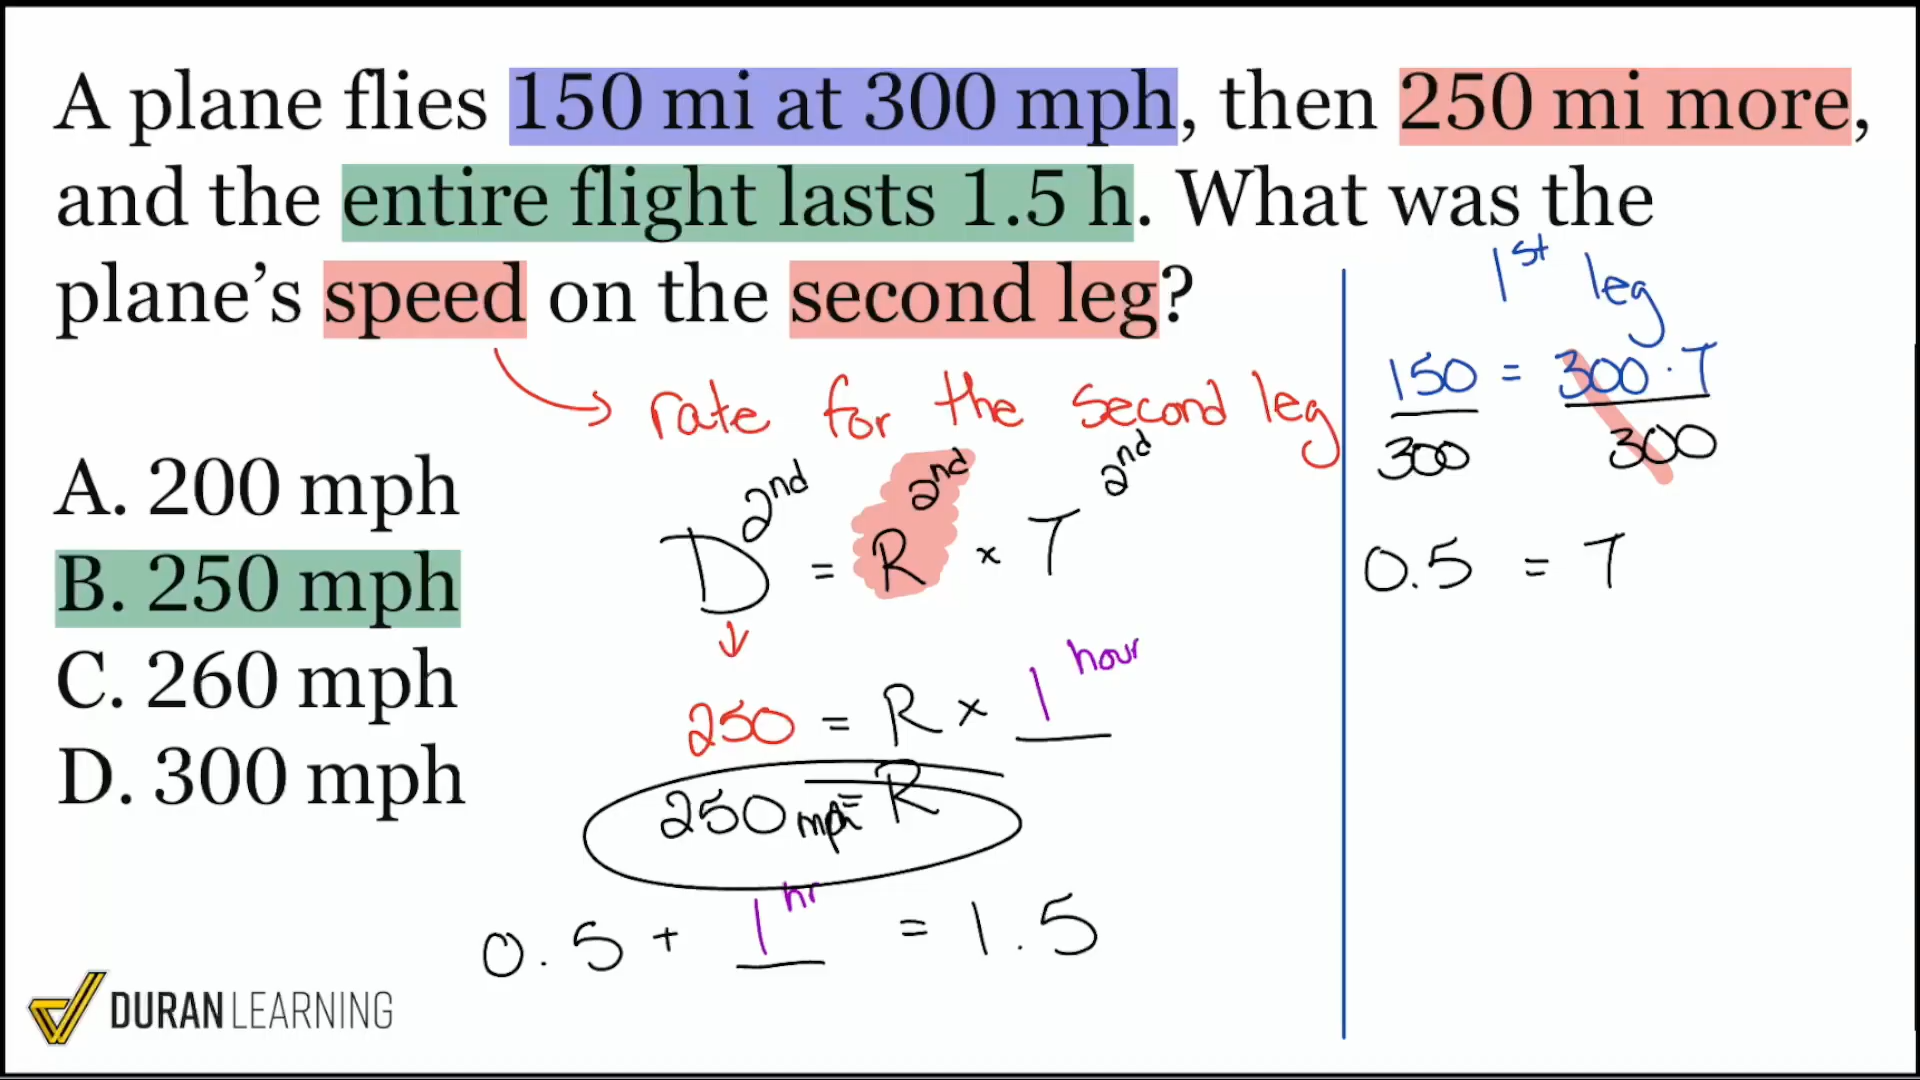 A plane flies 150 mi at 300 mph, then 250 mi more,
and the entire flight lasts 1.5 h. What was the
plane’s speed on the second leg?
rate for the second leg
A. 200 mph
B. 250 mph
C. 260 mph
D. 300 mph
D 2nd = R 2nd × T 2nd
250 = R × 1 hour
250 mph = R
0.5 + 1 hr = 1.5
1st leg
150 = 300 · T
300 300
0.5 = T
DURAN LEARNING